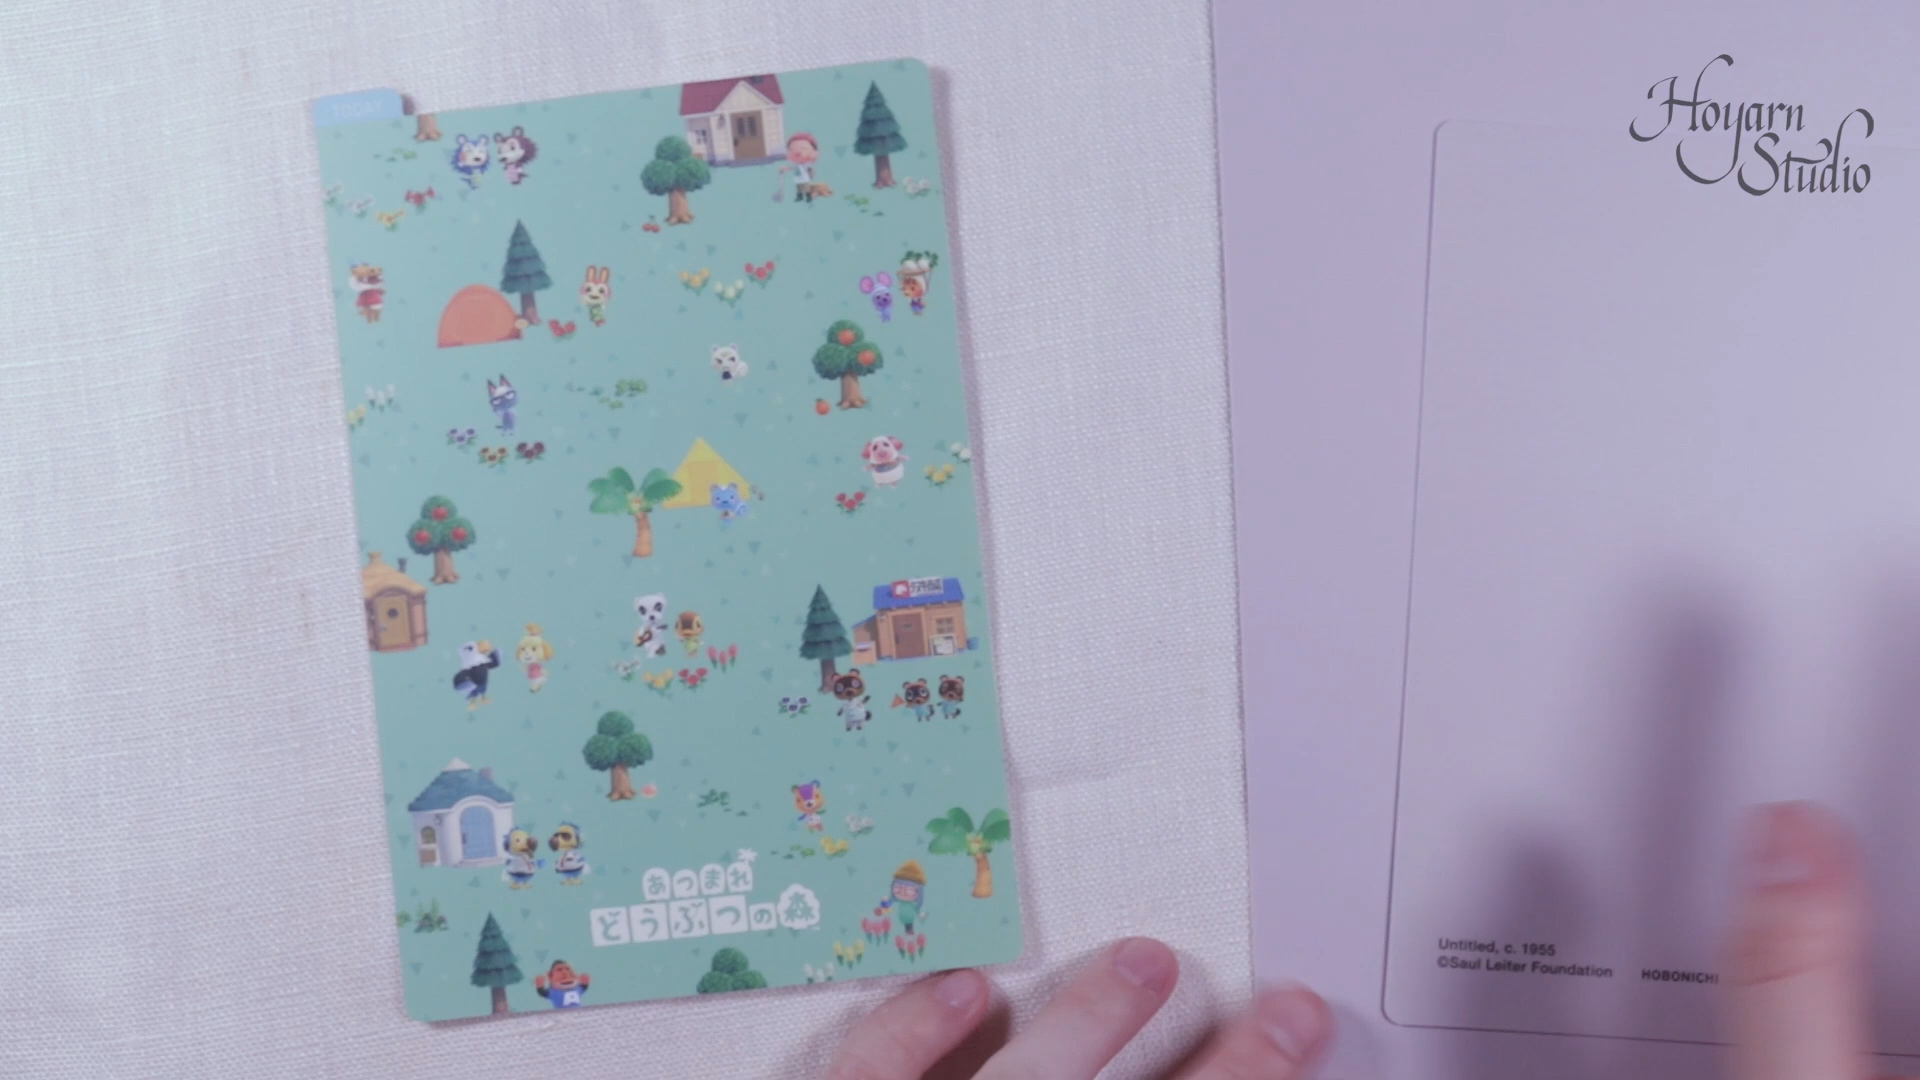 Hoyarn
Studio
TODAY
あつまれ
どうぶつの森
Untitled, c. 1955
©Saul Leiter Foundation HOBONICHI